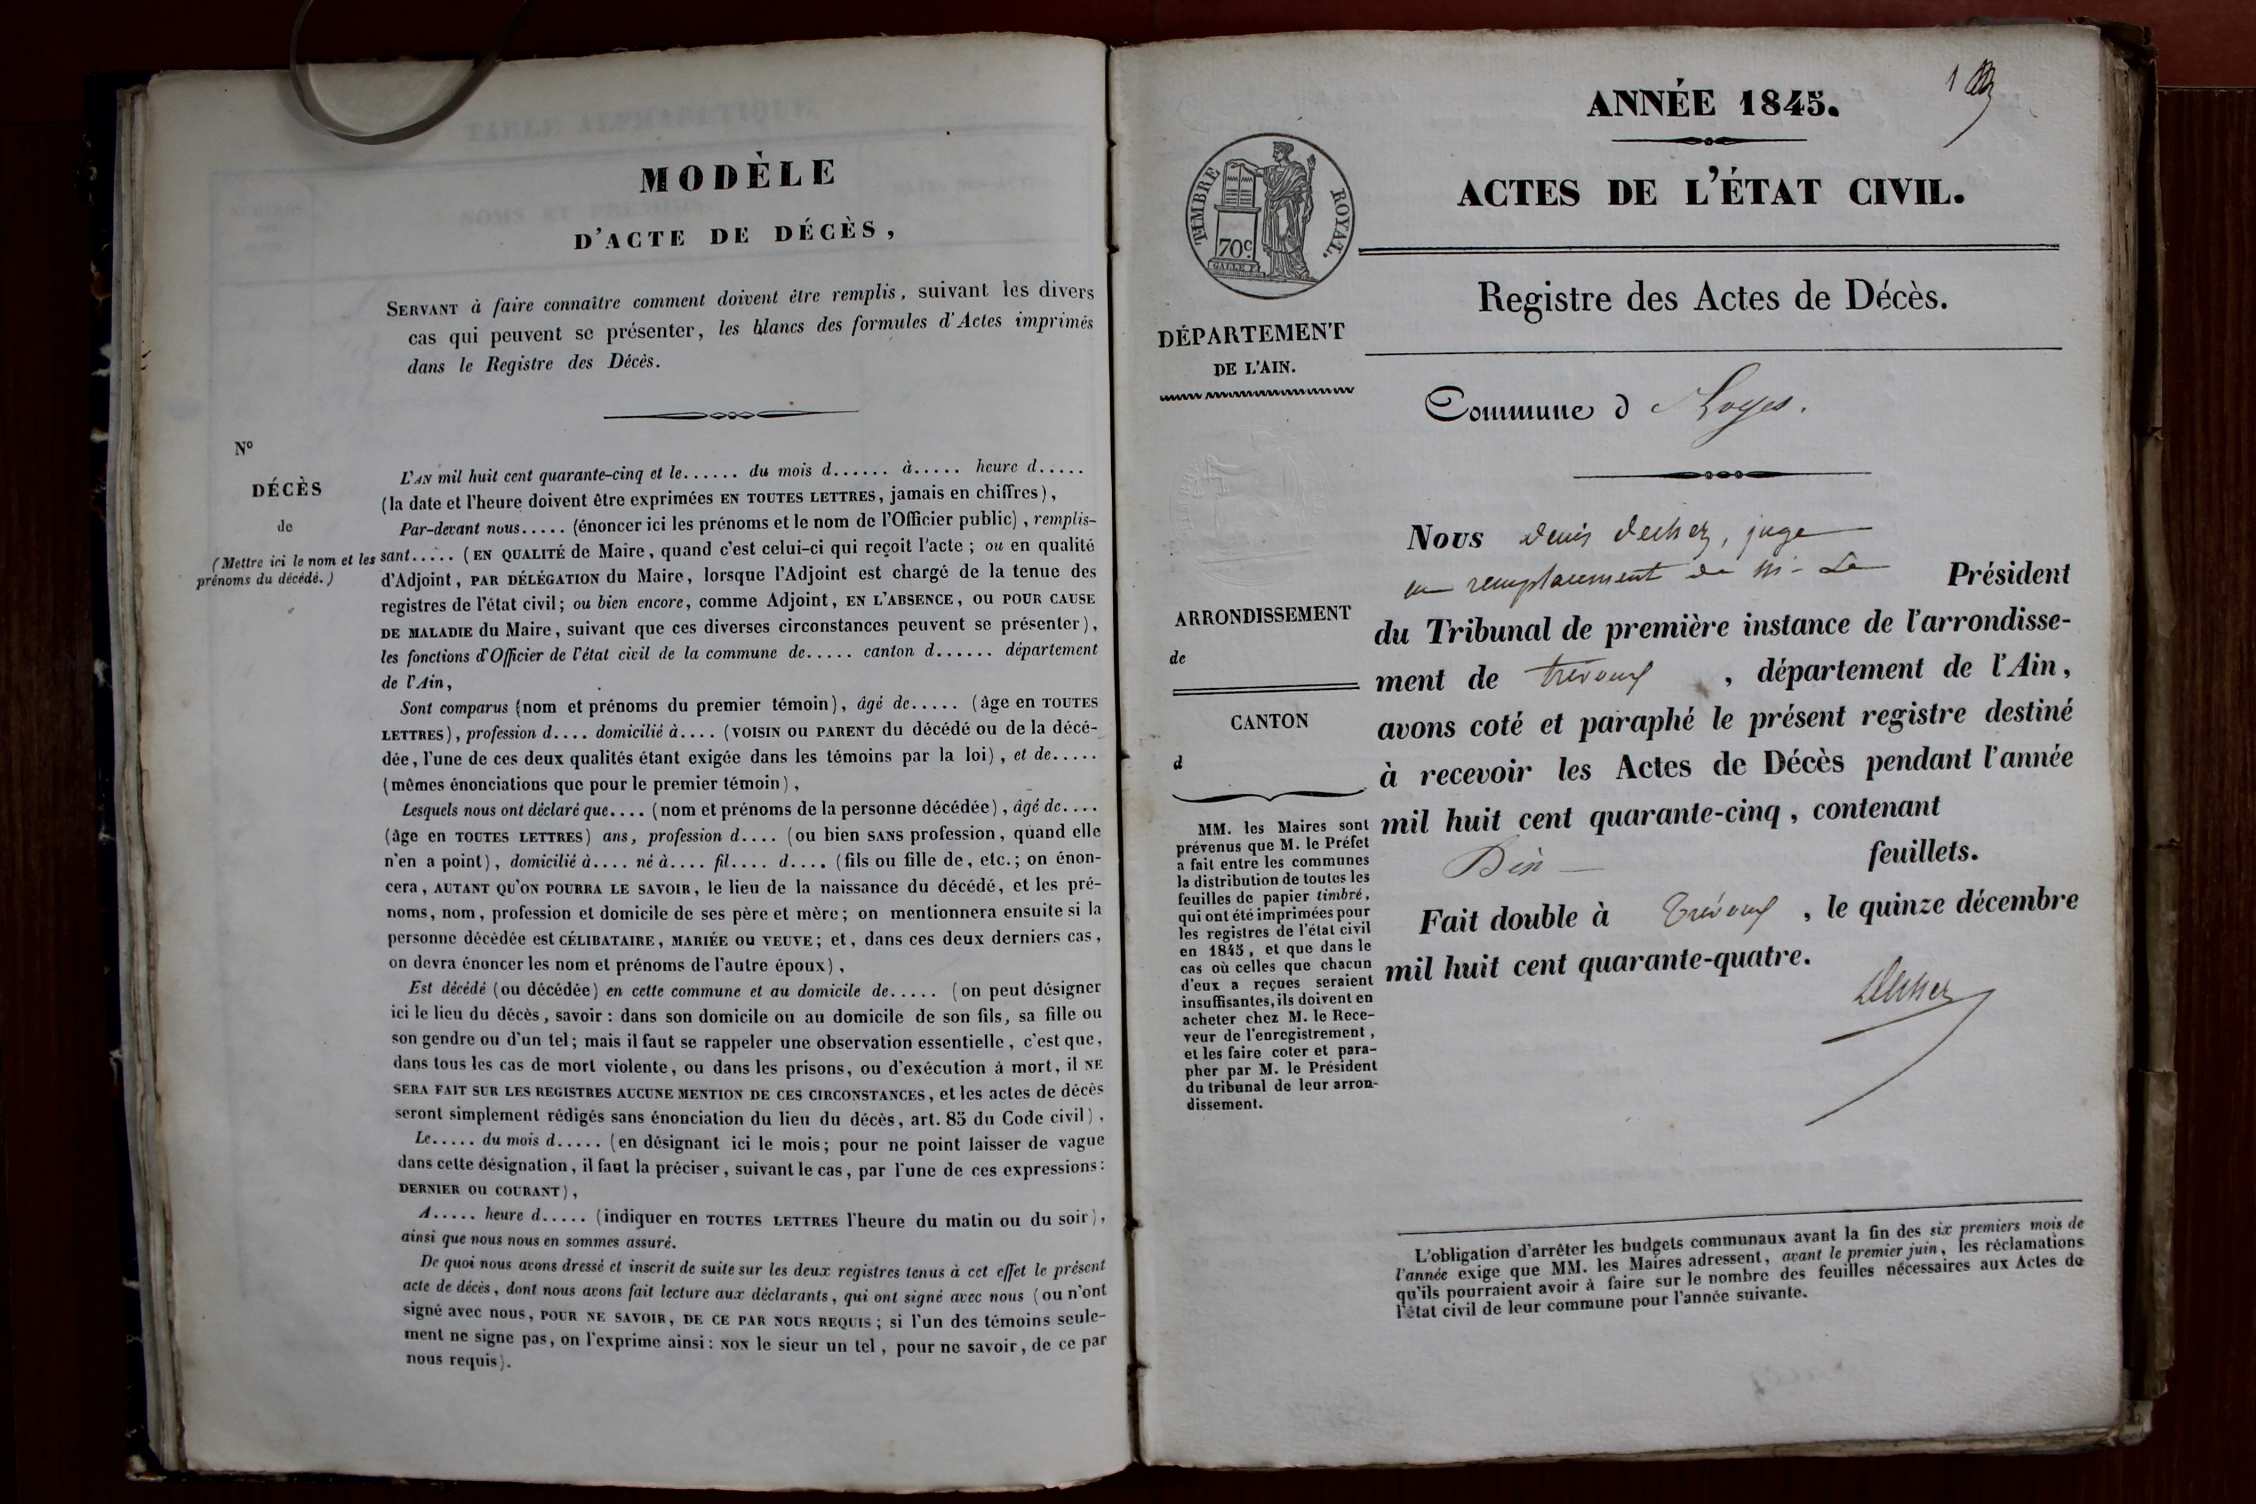 MODÈLE
D'ACTE DE DÉCÈS,
SERVANT à faire connaître comment doivent être remplis, suivant les divers
cas qui peuvent se présenter, les blancs des formules d'Actes imprimés
dans le Registre des Décès.
N°
DÉCÈS
de
(Mettre ici le nom et les
prénoms du décédé.)
L'AN mil huit cent quarante-cinq et le...... du mois d...... à..... heure d.....
(la date et l'heure doivent être exprimées EN TOUTES LETTRES, jamais en chiffres),
Par-devant nous..... (énoncer ici les prénoms et le nom de l'Officier public), remplis-
sant..... (EN QUALITÉ de Maire, quand c'est celui-ci qui reçoit l'acte; ou en qualité
d'Adjoint, PAR DÉLÉGATION du Maire, lorsque l'Adjoint est chargé de la tenue des
registres de l'état civil; ou bien encore, comme Adjoint, EN L'ABSENCE, OU POUR CAUSE
DE MALADIE du Maire, suivant que ces diverses circonstances peuvent se présenter),
les fonctions d'Officier de l'état civil de la commune de..... canton d...... département
de l'Ain,
Sont comparus (nom et prénoms du premier témoin), âgé de..... (âge en TOUTES
LETTRES), profession d.... domicilié à.... (VOISIN OU PARENT du décédé ou de la décé-
dée, l'une de ces deux qualités étant exigée dans les témoins par la loi), et de.....
(mêmes énonciations que pour le premier témoin),
Lesquels nous ont déclaré que.... (nom et prénoms de la personne décédée), âgé de....
(âge en TOUTES LETTRES) ans, profession d.... (ou bien SANS profession, quand elle
n'en a point), domicilié à.... né à.... fil.... d.... (fils ou fille de, etc.; on énon-
cera, AUTANT QU'ON POURRA LE SAVOIR, le lieu de la naissance du décédé, et les pré-
noms, nom, profession et domicile de ses père et mère; on mentionnera ensuite si la
personne décédée est CÉLIBATAIRE, MARIÉE OU VEUVE; et, dans ces deux derniers cas,
on devra énoncer les nom et prénoms de l'autre époux),
Est décédé (ou décédée) en cette commune et au domicile de..... (on peut désigner
ici le lieu du décès, savoir: dans son domicile ou au domicile de son fils, sa fille ou
son gendre ou d'un tel; mais il faut se rappeler une observation essentielle, c'est que,
dans tous les cas de mort violente, ou dans les prisons, ou d'exécution à mort, il NE
SERA FAIT SUR LES REGISTRES AUCUNE MENTION DE CES CIRCONSTANCES, et les actes de décès
seront simplement rédigés sans énonciation du lieu du décès, art. 85 du Code civil),
Le..... du mois d..... (en désignant ici le mois; pour ne point laisser de vague
dans cette désignation, il faut la préciser, suivant le cas, par l'une de ces expressions:
DERNIER OU COURANT),
A..... heure d..... (indiquer en TOUTES LETTRES l'heure du matin ou du soir),
ainsi que nous nous en sommes assuré.
De quoi nous avons dressé et inscrit de suite sur les deux registres tenus à cet effet le présent
acte de décès, dont nous avons fait lecture aux déclarants, qui ont signé avec nous (ou n'ont
signé avec nous, POUR NE SAVOIR, DE CE PAR NOUS REQUIS; si l'un des témoins seule-
ment ne signe pas, on l'exprime ainsi: NON le sieur un tel, pour ne savoir, de ce par
nous requis).
1
ANNÉE 1845.
ACTES DE L'ÉTAT CIVIL.
TIMBRE ROYAL.
70c
Registre des Actes de Décès.
DÉPARTEMENT
DE L'AIN.
Commune d Loyes.
Nous Denis Dechez, juge
en remplacement de M. Le Président
du Tribunal de première instance de l'arrondisse-
ment de Trévoux, département de l'Ain,
avons coté et paraphé le présent registre destiné
à recevoir les Actes de Décès pendant l'année
mil huit cent quarante-cinq, contenant
Dix feuillets.
Fait double à Trévoux, le quinze décembre
mil huit cent quarante-quatre.
Dechez
ARRONDISSEMENT
de
CANTON
d
MM. les Maires sont
prévenus que M. le Préfet
a fait entre les communes
la distribution de toutes les
feuilles de papier timbré,
qui ont été imprimées pour
les registres de l'état civil
en 1845, et que dans le
cas où celles que chacun
d'eux a reçues seraient
insuffisantes, ils doivent en
acheter chez M. le Rece-
veur de l'enregistrement,
et les faire coter et para-
pher par M. le Président
du tribunal de leur arron-
dissement.
L'obligation d'arrêter les budgets communaux avant la fin des six premiers mois de
l'année exige que MM. les Maires adressent, avant le premier juin, les réclamations
qu'ils pourraient avoir à faire sur le nombre des feuilles nécessaires aux Actes de
l'état civil de leur commune pour l'année suivante.